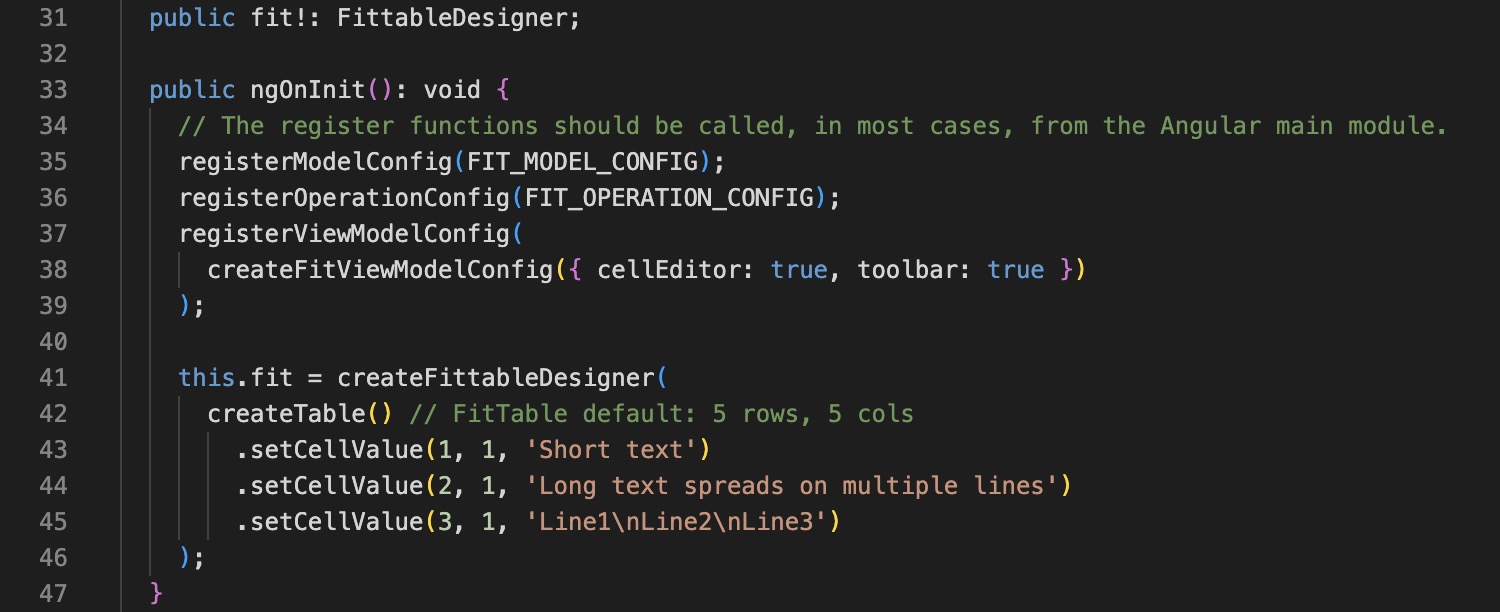 31 public fit!: FittableDesigner;
32
33 public ngOnInit(): void {
34 // The register functions should be called, in most cases, from the Angular main module.
35 registerModelConfig(FIT_MODEL_CONFIG);
36 registerOperationConfig(FIT_OPERATION_CONFIG);
37 registerViewModelConfig(
38 createFitViewModelConfig({ cellEditor: true, toolbar: true })
39 );
40
41 this.fit = createFittableDesigner(
42 createTable() // FitTable default: 5 rows, 5 cols
43 .setCellValue(1, 1, 'Short text')
44 .setCellValue(2, 1, 'Long text spreads on multiple lines')
45 .setCellValue(3, 1, 'Line1\nLine2\nLine3')
46 );
47 }